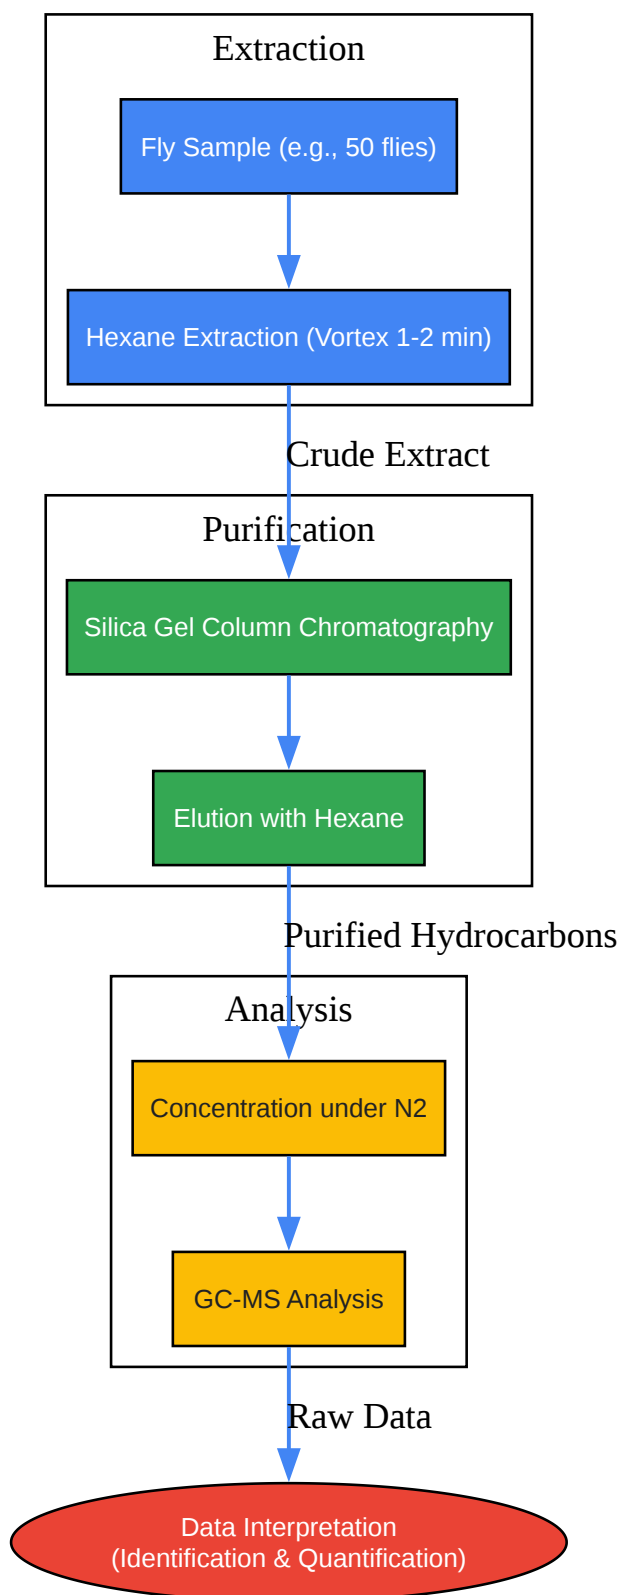 Extraction
Fly Sample (e.g., 50 flies)
Hexane Extraction (Vortex 1-2 min)
Crude Extract
Purification
Silica Gel Column Chromatography
Elution with Hexane
Purified Hydrocarbons
Analysis
Concentration under N2
GC-MS Analysis
Raw Data
Data Interpretation
(Identification & Quantification)